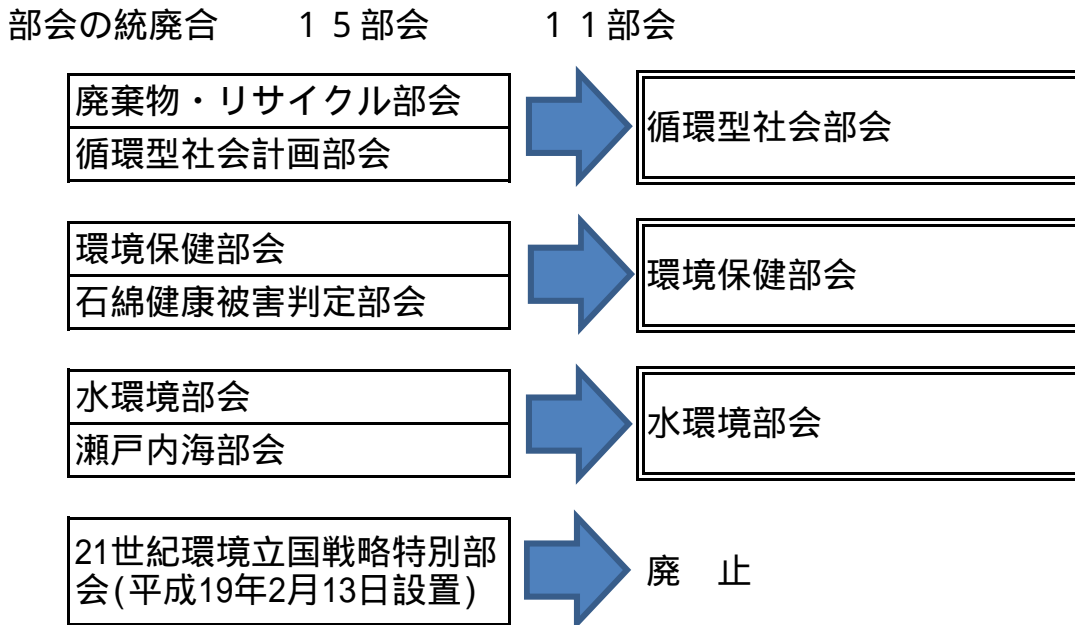 部会の統廃合　　１５部会　　　１１部会
廃棄物・リサイクル部会
循環型社会計画部会
循環型社会部会
環境保健部会
石綿健康被害判定部会
環境保健部会
水環境部会
瀬戸内海部会
水環境部会
21世紀環境立国戦略特別部
会(平成19年2月13日設置)
廃　止